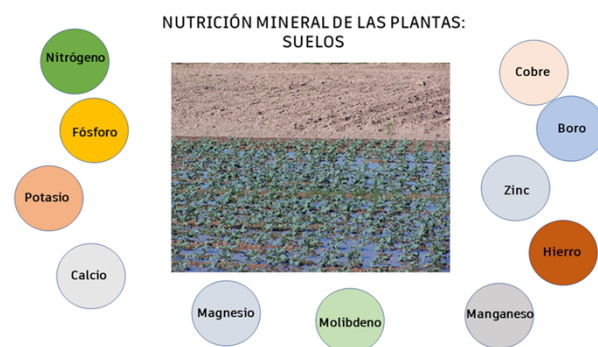 NUTRICIÓN MINERAL DE LAS PLANTAS:
SUELOS
Nitrógeno
Fósforo
Potasio
Calcio
Magnesio
Molibdeno
Manganeso
Hierro
Zinc
Boro
Cobre